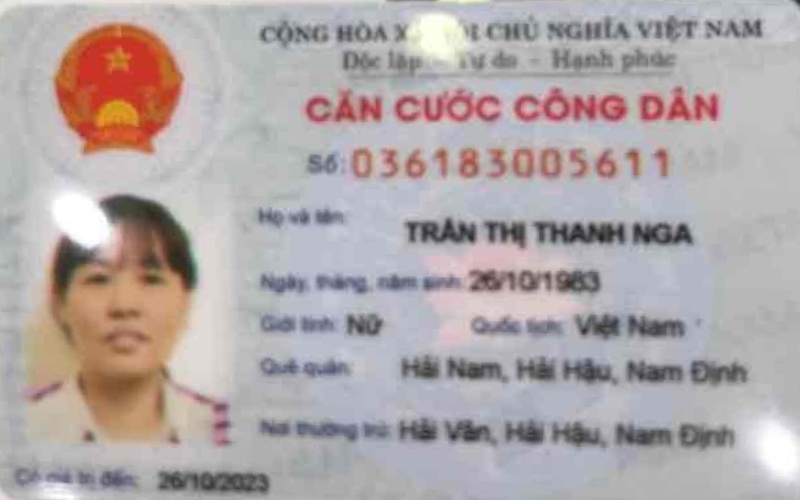 CỘNG HÒA X HỘI CHỦ NGHĨA VIỆT NAM
Độc lập - Tự do - Hạnh phúc
CĂN CƯỚC CÔNG DÂN
Số: 036183005611
Họ và tên:
TRẦN THỊ THANH NGA
Ngày, tháng, năm sinh: 26/10/1983
Giới tính: Nữ Quốc tịch: Việt Nam
Quê quán: Hải Nam, Hải Hậu, Nam Định
Nơi thường trú: Hải Vân, Hải Hậu, Nam Định
Có giá trị đến: 26/10/2023